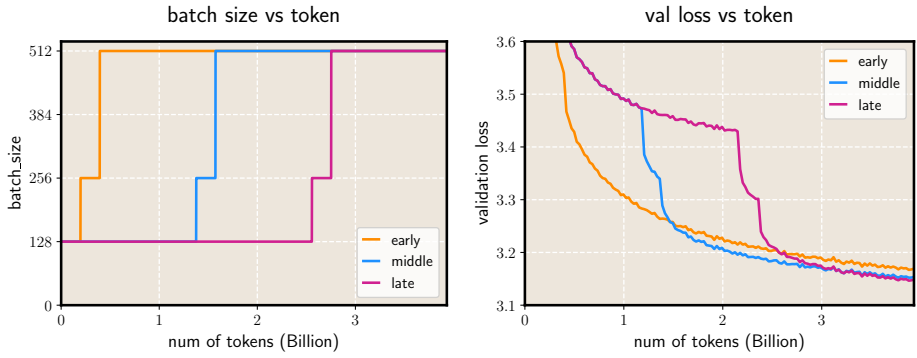 batch size vs token
512
384
256
128
0
batch_size
0
1
2
3
num of tokens (Billion)
early
middle
late
val loss vs token
3.6
3.5
3.4
3.3
3.2
3.1
validation loss
1
2
3
num of tokens (Billion)
early
middle
late